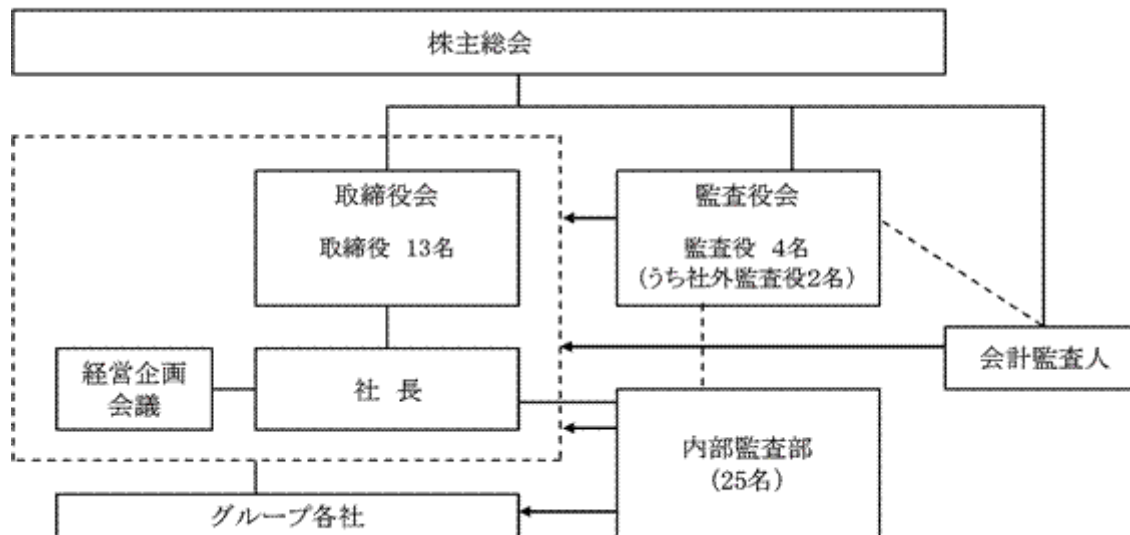 株主総会
取締役会
取締役 13名
監査役会
監査役 4名
(うち社外監査役2名)
会計監査人
経営企画
会議
社 長
内部監査部
(25名)
グループ各社